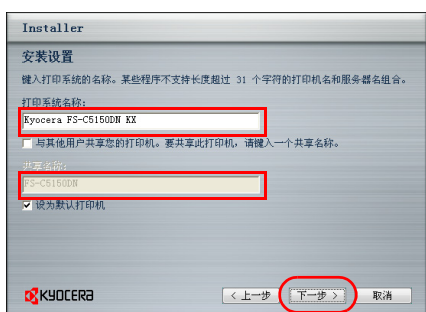 Installer
安装设置
键入打印系统的名称。某些程序不支持长度超过 31 个字符的打印机名和服务器名组合。
打印系统名称:
Kyocera FS-C5150DN KX
与其他用户共享您的打印机。要共享此打印机，请键入一个共享名称。
共享名称:
FS-C5150DN
设为默认打印机
KYOCERA
< 上一步
下一步 >
取消